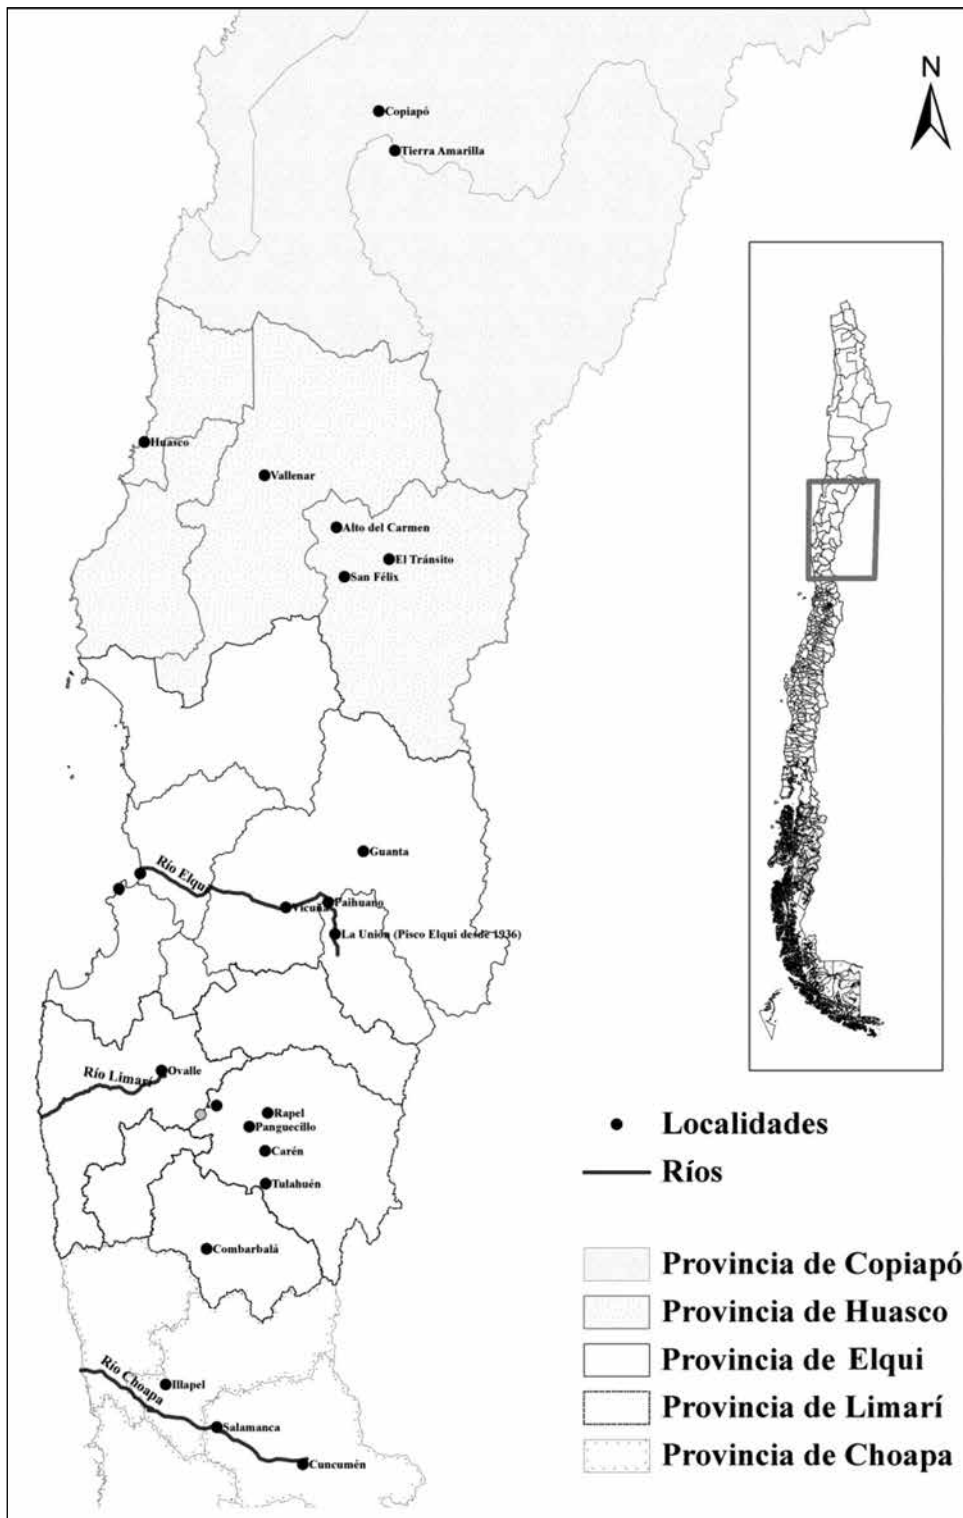 N
Copiapó
Tierra Amarilla
Huasco
Vallenar
Alto del Carmen
El Tránsito
San Félix
Guanta
Río Elqui
Paihuano
Vicuña
La Unión (Pisco Elqui desde 1936)
Ovalle
Río Limarí
Rapel
Panguecillo
Carén
Tulahuén
Combarbalá
Río Choapa
Illapel
Salamanca
Cuncumén
Localidades
Ríos
Provincia de Copiapó
Provincia de Huasco
Provincia de Elqui
Provincia de Limarí
Provincia de Choapa